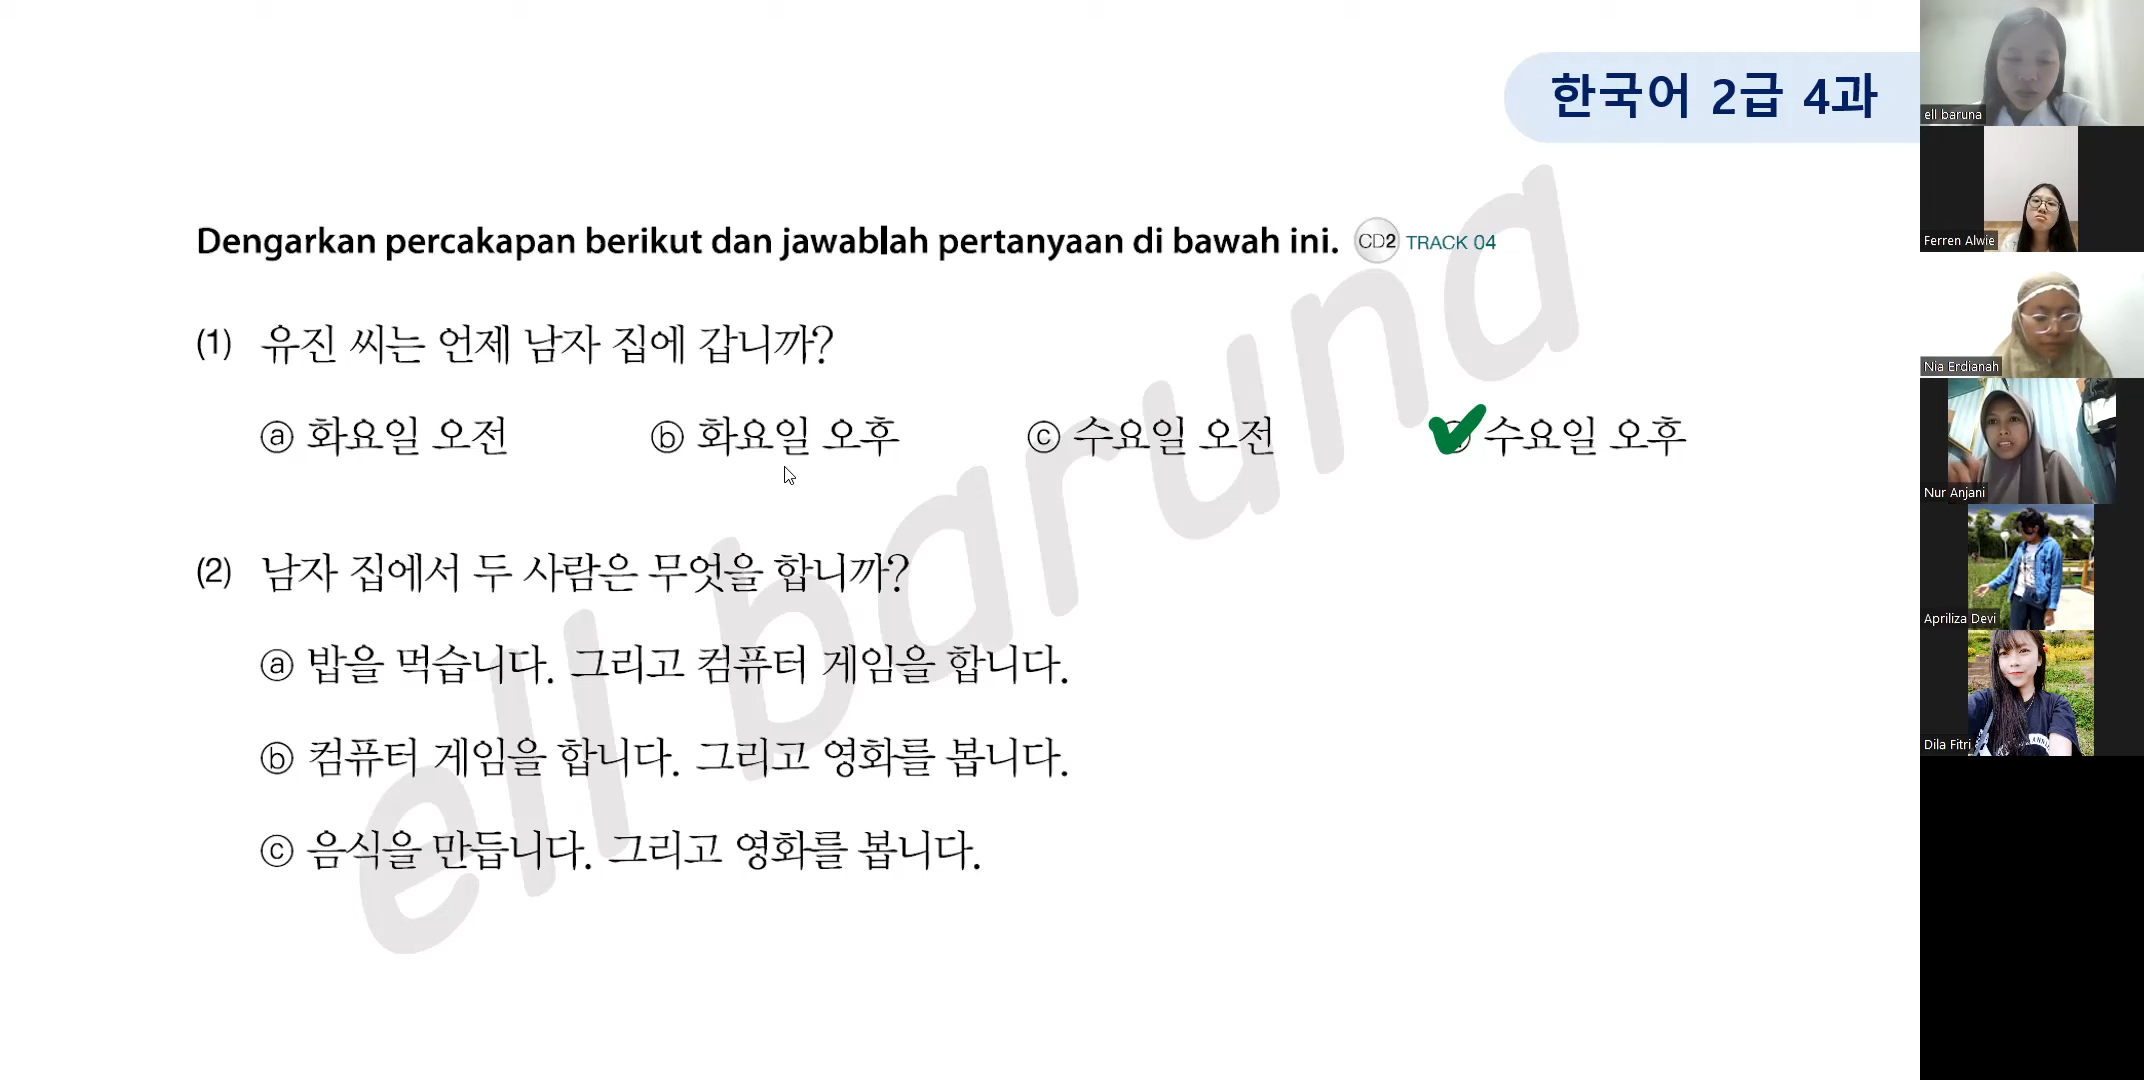 한국어 2급 4과
Dengarkan percakapan berikut dan jawablah pertanyaan di bawah ini. CD2 TRACK 04
(1) 유진 씨는 언제 남자 집에 갑니까?
ⓐ 화요일 오전 ⓑ 화요일 오후 ⓒ 수요일 오전 수요일 오후
(2) 남자 집에서 두 사람은 무엇을 합니까?
ⓐ 밥을 먹습니다. 그리고 컴퓨터 게임을 합니다.
ⓑ 컴퓨터 게임을 합니다. 그리고 영화를 봅니다.
ⓒ 음식을 만듭니다. 그리고 영화를 봅니다.
ell baruna
ell baruna
Ferren Alwie
Nia Erdianah
Nur Anjani
Apriliza Devi
Dila Fitri